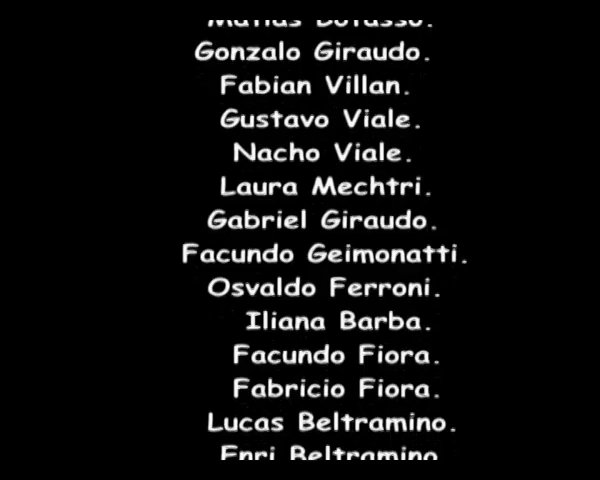 Matías
Gonzalo Giraudo.
Fabian Villan.
Gustavo Viale.
Nacho Viale.
Laura Mechtri.
Gabriel Giraudo.
Facundo Geimonatti.
Osvaldo Ferroni.
Iliana Barba.
Facundo Fiora.
Fabricio Fiora.
Lucas Beltramino.
Enri Beltramino